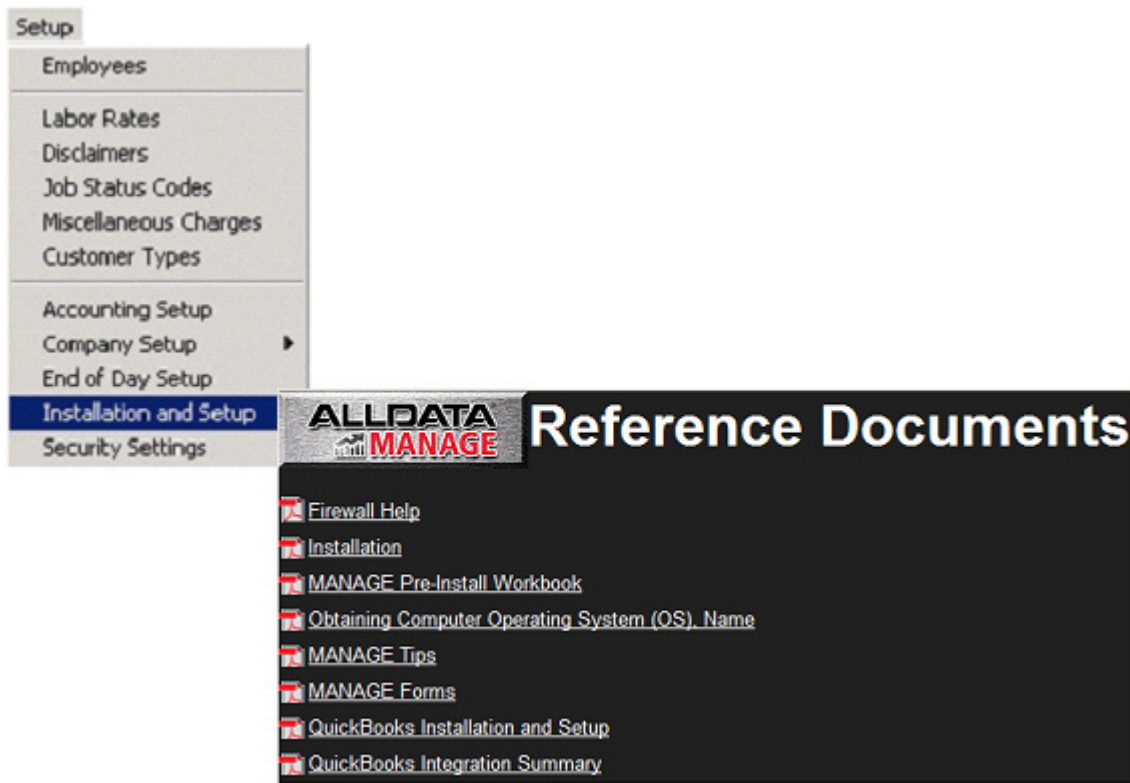 Setup
Employees
Labor Rates
Disclaimers
Job Status Codes
Miscellaneous Charges
Customer Types
Accounting Setup
Company Setup
End of Day Setup
Installation and Setup
Security Settings
ALLDATA
MANAGE
Reference Documents
Firewall Help
Installation
MANAGE Pre-Install Workbook
Obtaining Computer Operating System (OS), Name
MANAGE Tips
MANAGE Forms
QuickBooks Installation and Setup
QuickBooks Integration Summary